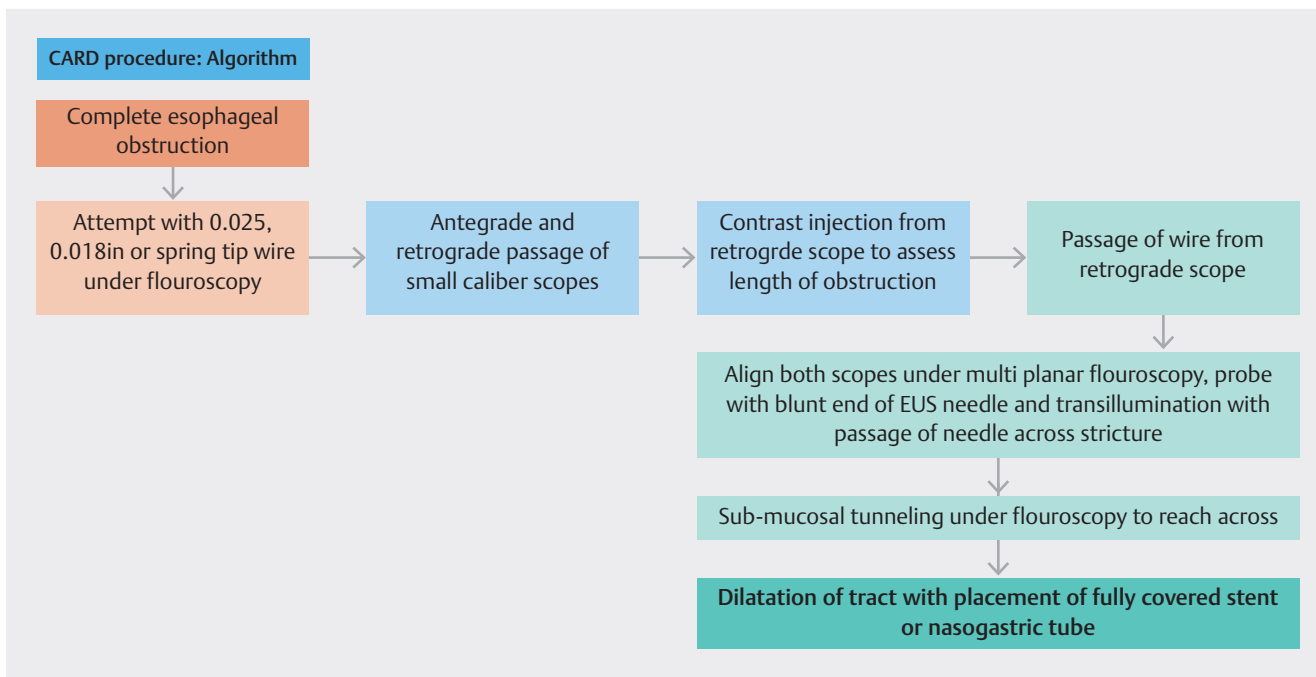 CARD procedure: Algorithm
Complete esophageal
obstruction
Attempt with 0.025,
0.018in or spring tip wire
under flouroscopy
Antegrade and
retrograde passage of
small caliber scopes
Contrast injection from
retrogrde scope to assess
length of obstruction
Passage of wire from
retrograde scope
Align both scopes under multi planar flouroscopy, probe
with blunt end of EUS needle and transillumination with
passage of needle across stricture
Sub-mucosal tunneling under flouroscopy to reach across
Dilatation of tract with placement of fully covered stent
or nasogastric tube